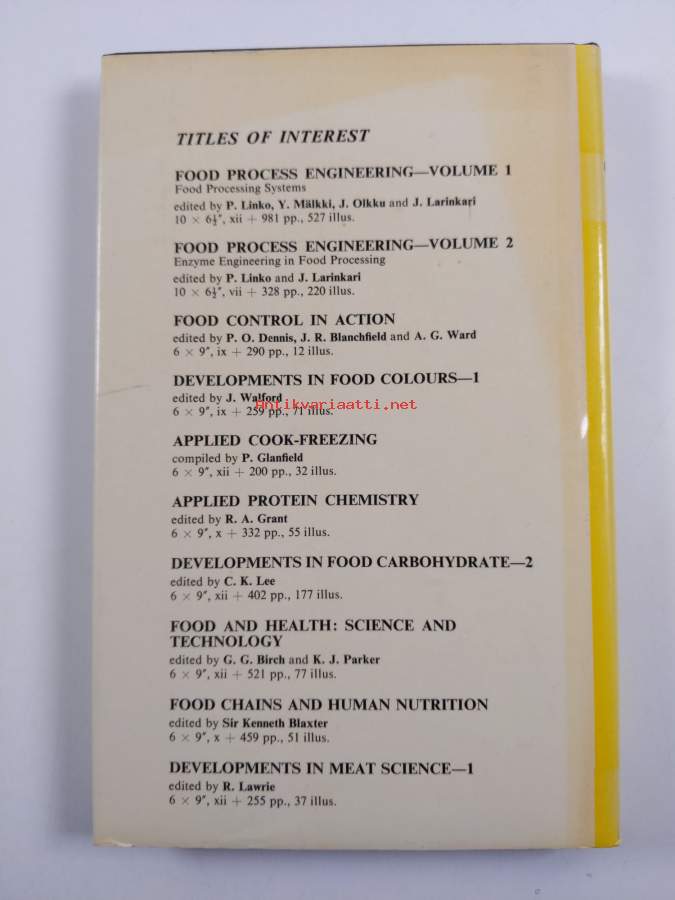 TITLES OF INTEREST
FOOD PROCESS ENGINEERING—VOLUME 1
Food Processing Systems
edited by P. Linko, Y. Mälkki, J. Olkku and J. Larinkari
10 × 6½″, xii + 981 pp., 527 illus.
FOOD PROCESS ENGINEERING—VOLUME 2
Enzyme Engineering in Food Processing
edited by P. Linko and J. Larinkari
10 × 6½″, vii + 328 pp., 220 illus.
FOOD CONTROL IN ACTION
edited by P. O. Dennis, J. R. Blanchfield and A. G. Ward
6 × 9″, ix + 290 pp., 12 illus.
DEVELOPMENTS IN FOOD COLOURS—1
edited by J. Walford
Antikvariaatti.net
6 × 9″, ix + 259 pp., 71 illus.
APPLIED COOK-FREEZING
compiled by P. Glanfield
6 × 9″, xii + 200 pp., 32 illus.
APPLIED PROTEIN CHEMISTRY
edited by R. A. Grant
6 × 9″, x + 332 pp., 55 illus.
DEVELOPMENTS IN FOOD CARBOHYDRATE—2
edited by C. K. Lee
6 × 9″, xii + 402 pp., 177 illus.
FOOD AND HEALTH: SCIENCE AND
TECHNOLOGY
edited by G. G. Birch and K. J. Parker
6 × 9″, xii + 521 pp., 77 illus.
FOOD CHAINS AND HUMAN NUTRITION
edited by Sir Kenneth Blaxter
6 × 9″, x + 459 pp., 51 illus.
DEVELOPMENTS IN MEAT SCIENCE—1
edited by R. Lawrie
6 × 9″, xii + 255 pp., 37 illus.